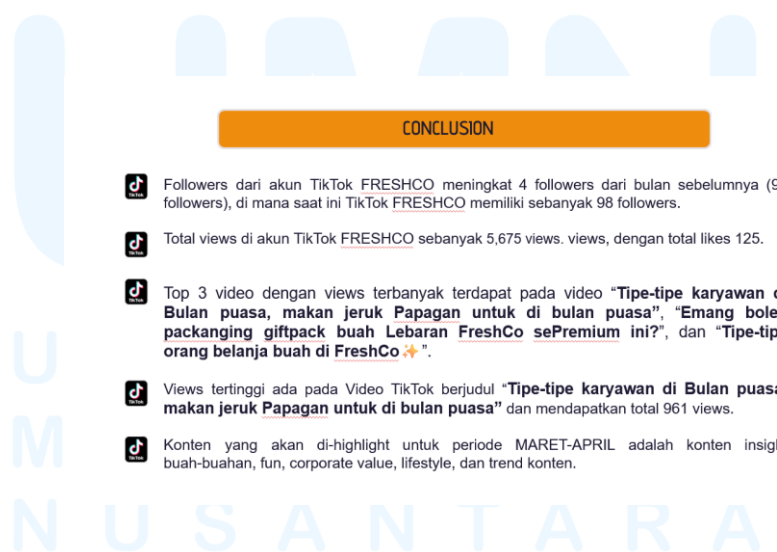 CONCLUSION
Followers dari akun TikTok FRESHCO meningkat 4 followers dari bulan sebelumnya (9
followers), di mana saat ini TikTok FRESHCO memiliki sebanyak 98 followers.
Total views di akun TikTok FRESHCO sebanyak 5,675 views. views, dengan total likes 125.
Top 3 video dengan views terbanyak terdapat pada video “Tipe-tipe karyawan d
Bulan puasa, makan jeruk Papagan untuk di bulan puasa”, “Emang bole
packanging giftpack buah Lebaran FreshCo sePremium ini?”, dan “Tipe-tip
orang belanja buah di FreshCo ✨ ”.
Views tertinggi ada pada Video TikTok berjudul “Tipe-tipe karyawan di Bulan puasa
makan jeruk Papagan untuk di bulan puasa” dan mendapatkan total 961 views.
Konten yang akan di-highlight untuk periode MARET-APRIL adalah konten insigh
buah-buahan, fun, corporate value, lifestyle, dan trend konten.
U
M
NUSANTARA